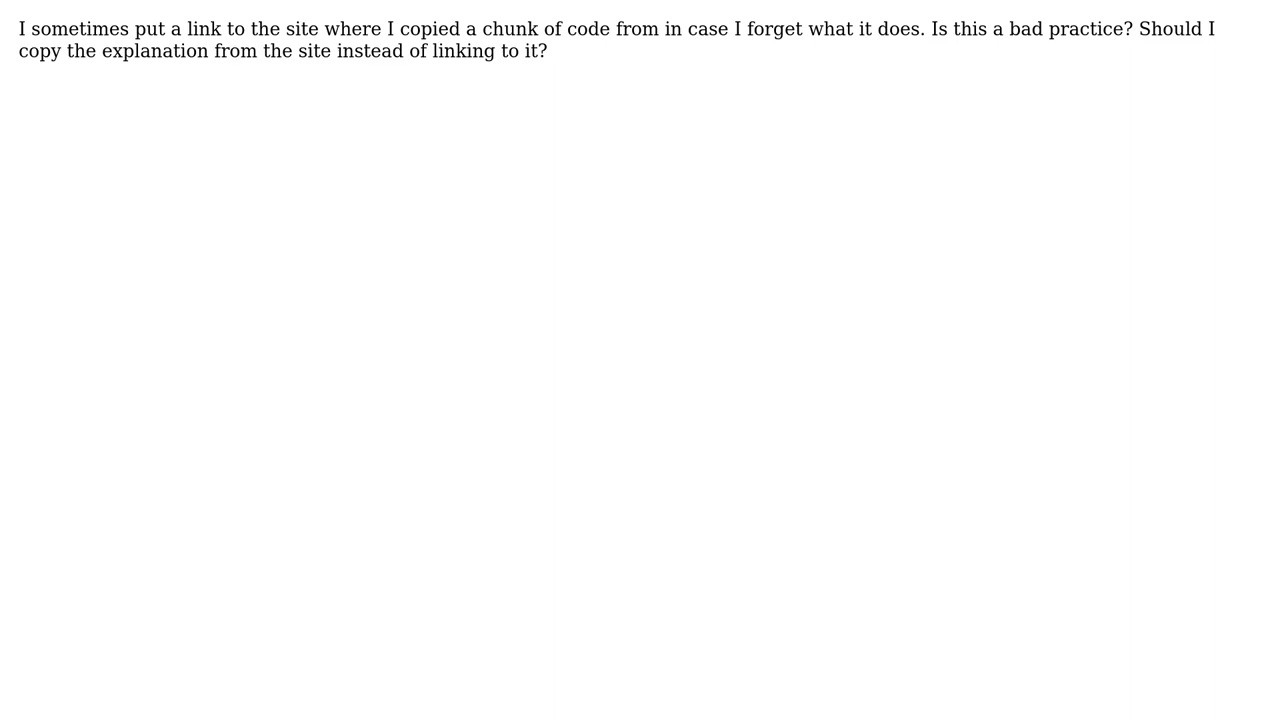 I sometimes put a link to the site where I copied a chunk of code from in case I forget what it does. Is this a bad practice? Should I
copy the explanation from the site instead of linking to it?